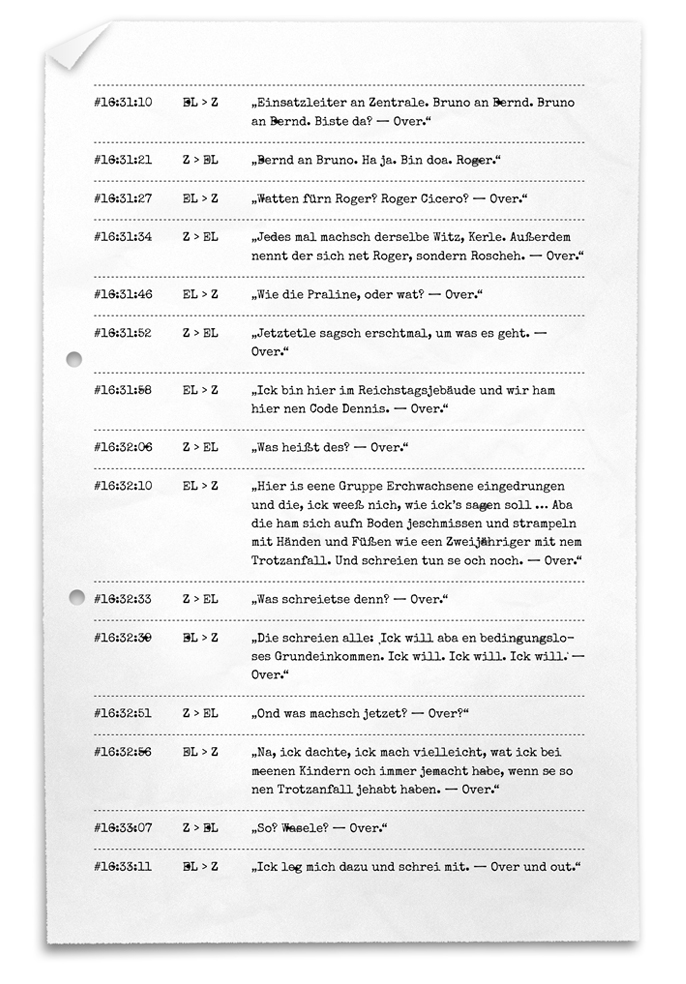 #16:31:10 EL > Z „Einsatzleiter an Zentrale. Bruno an Bernd. Bruno
an Bernd. Biste da? — Over.“
#16:31:21 Z > EL „Bernd an Bruno. Ha ja. Bin doa. Roger.“
#16:31:27 EL > Z „Watten fürn Roger? Roger Cicero? — Over.“
#16:31:34 Z > EL „Jedes mal machsch derselbe Witz, Kerle. Außerdem
nennt der sich net Roger, sondern Roscheh. — Over.“
#16:31:46 EL > Z „Wie die Praline, oder wat? — Over.“
#16:31:52 Z > EL „Jetztetle sagsch erschtmal, um was es geht. —
Over.“
#16:31:58 EL > Z „Ick bin hier im Reichstagsjebäude und wir ham
hier nen Code Dennis. — Over.“
#16:32:06 Z > EL „Was heißt des? — Over.“
#16:32:10 EL > Z „Hier is eene Gruppe Erchwachsene eingedrungen
und die, ick weeß nich, wie ick's sagen soll ... Aba
die ham sich aufn Boden jeschmissen und strampeln
mit Händen und Füßen wie een Zweijähriger mit nem
Trotzanfall. Und schreien tun se och noch. — Over.“
#16:32:33 Z > EL „Was schreietse denn? — Over.“
#16:32:39 EL > Z „Die schreien alle: ‚Ick will aba en bedingungslo-
ses Grundeinkommen. Ick will. Ick will. Ick will.‘ —
Over.“
#16:32:51 Z > EL „Ond was machsch jetzet? — Over?“
#16:32:56 EL > Z „Na, ick dachte, ick mach vielleicht, wat ick bei
meenen Kindern och immer jemacht habe, wenn se so
nen Trotzanfall jehabt haben. — Over.“
#16:33:07 Z > EL „So? Wasele? — Over.“
#16:33:11 EL > Z „Ick leg mich dazu und schrei mit. — Over und out.“